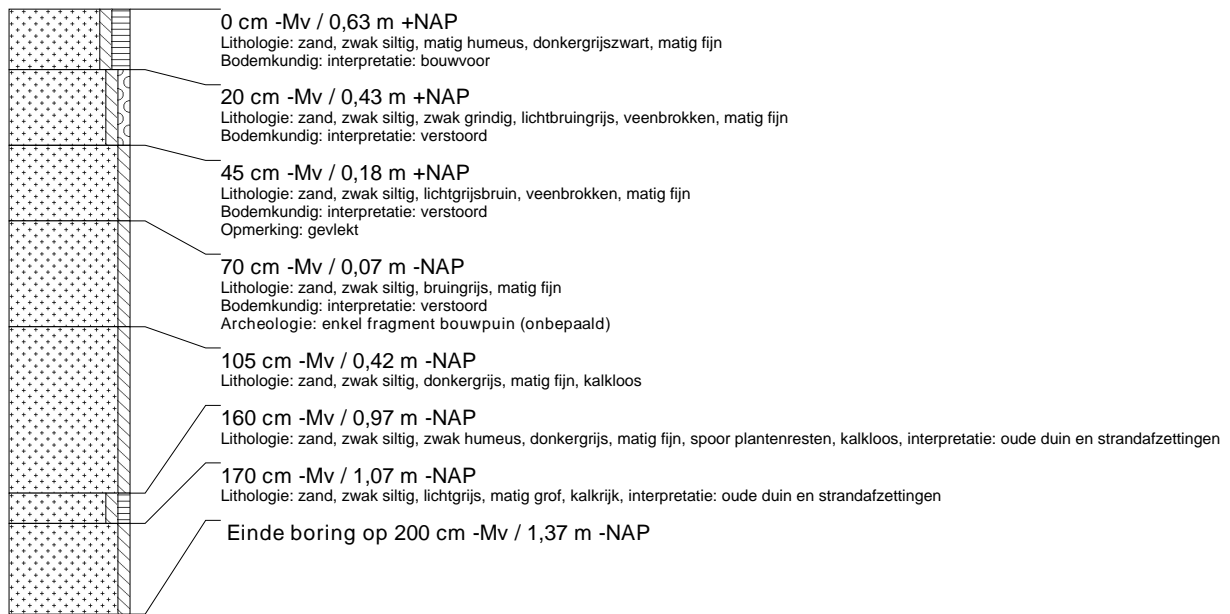 0 cm -Mv / 0,63 m +NAP
Lithologie: zand, zwak siltig, matig humeus, donkergrijszwart, matig fijn
Bodemkundig: interpretatie: bouwvoor
20 cm -Mv / 0,43 m +NAP
Lithologie: zand, zwak siltig, zwak grindig, lichtbruingrijs, veenbrokken, matig fijn
Bodemkundig: interpretatie: verstoord
45 cm -Mv / 0,18 m +NAP
Lithologie: zand, zwak siltig, lichtgrijsbruin, veenbrokken, matig fijn
Bodemkundig: interpretatie: verstoord
Opmerking: gevlekt
70 cm -Mv / 0,07 m -NAP
Lithologie: zand, zwak siltig, bruingrijs, matig fijn
Bodemkundig: interpretatie: verstoord
Archeologie: enkel fragment bouwpuin (onbepaald)
105 cm -Mv / 0,42 m -NAP
Lithologie: zand, zwak siltig, donkergrijs, matig fijn, kalkloos
160 cm -Mv / 0,97 m -NAP
Lithologie: zand, zwak siltig, zwak humeus, donkergrijs, matig fijn, spoor plantenresten, kalkloos, interpretatie: oude duin en strandafzettingen
170 cm -Mv / 1,07 m -NAP
Lithologie: zand, zwak siltig, lichtgrijs, matig grof, kalkrijk, interpretatie: oude duin en strandafzettingen
Einde boring op 200 cm -Mv / 1,37 m -NAP